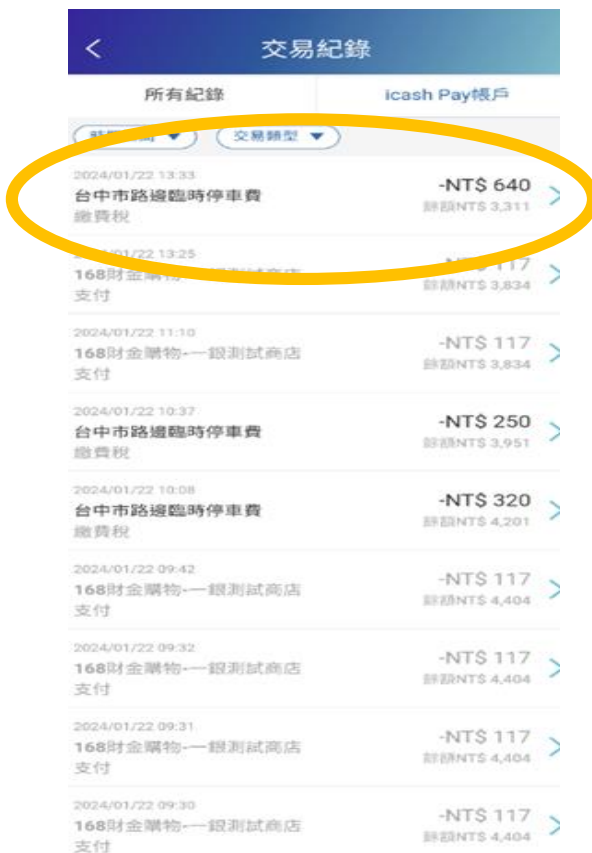 交易紀錄
所有紀錄 icash Pay帳戶
交易類型
2024/01/22 13:33
台中市路邊臨時停車費 -NT$ 640
繳費稅 餘額NT$ 3,311
/01/22 13:25
168財金購物-一銀測試商店 -NT$ 117
支付 餘額NT$ 3,834
2024/01/22 11:10
168財金購物-一銀測試商店 -NT$ 117
支付 餘額NT$ 3,834
2024/01/22 10:37
台中市路邊臨時停車費 -NT$ 250
繳費稅 餘額NT$ 3,951
2024/01/22 10:08
台中市路邊臨時停車費 -NT$ 320
繳費稅 餘額NT$ 4,201
2024/01/22 09:42
168財金購物-一銀測試商店 -NT$ 117
支付 餘額NT$ 4,404
2024/01/22 09:32
168財金購物-一銀測試商店 -NT$ 117
支付 餘額NT$ 4,404
2024/01/22 09:31
168財金購物-一銀測試商店 -NT$ 117
支付 餘額NT$ 4,404
2024/01/22 09:30
168財金購物-一銀測試商店 -NT$ 117
支付 餘額NT$ 4,404